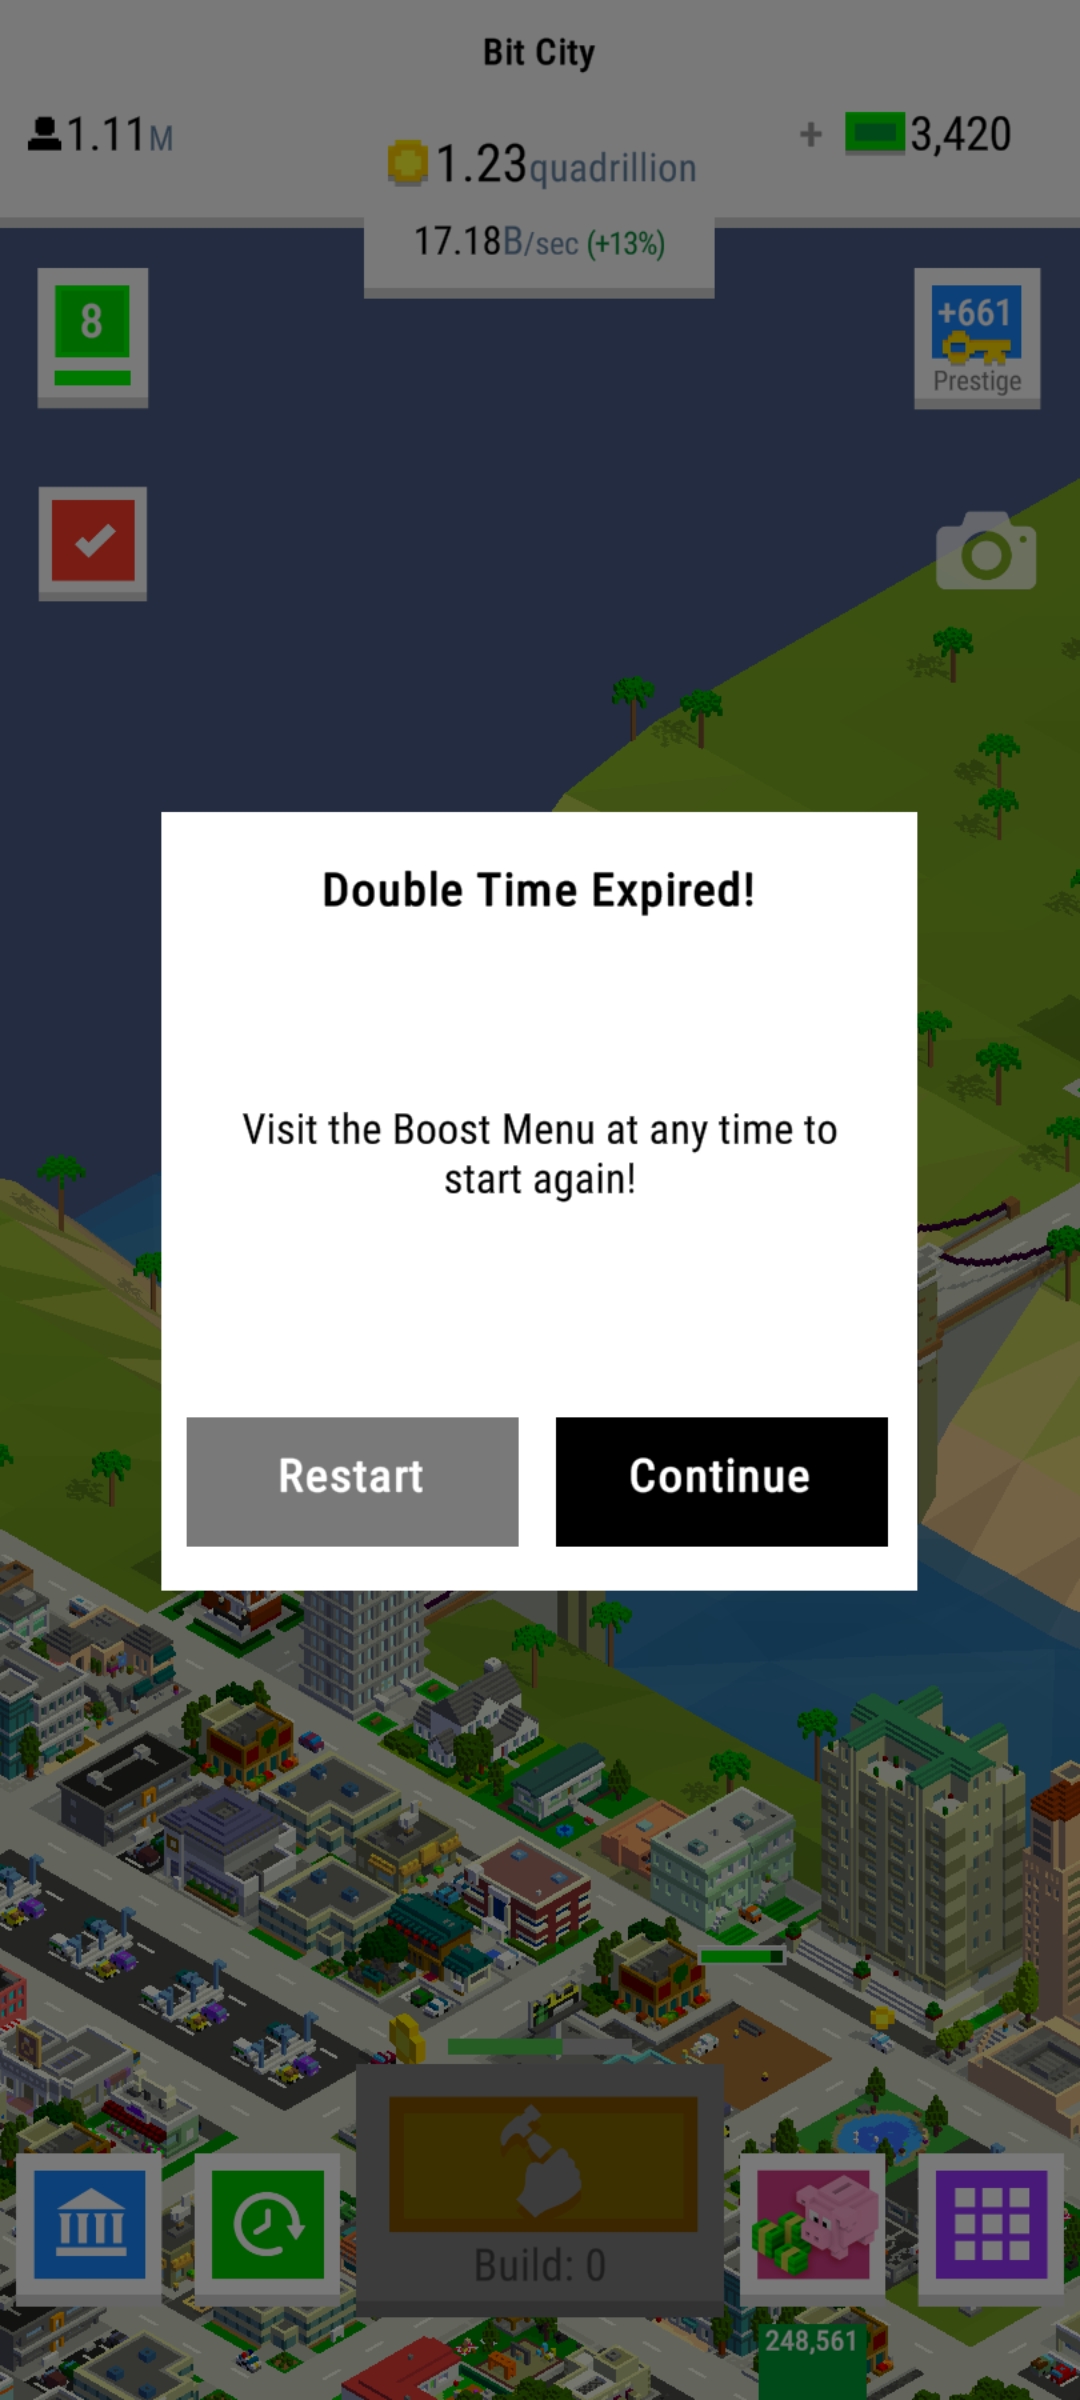 Bit City
1.11M
1.23quadrillion
+ 3,420
17.18B/sec (+13%)
8
+661
Prestige
Double Time Expired!
Visit the Boost Menu at any time to
start again!
Restart
Continue
Build: 0
248,561